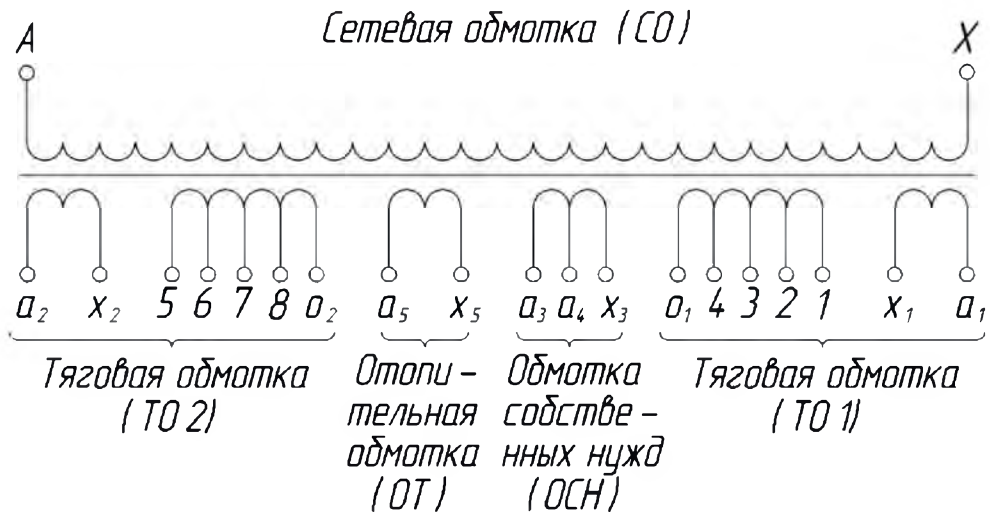 Сетевая обмотка (СО)
А X
a₂ x₂ 5 6 7 8 o₂ a₅ x₅ a₃ a₄ x₃ o₁ 4 3 2 1 x₁ a₁
Тяговая обмотка
(ТО 2)
Отопи –
тельная
обмотка
(ОТ)
Обмотка
собстве –
нных нужд
(ОСН)
Тяговая обмотка
(ТО 1)